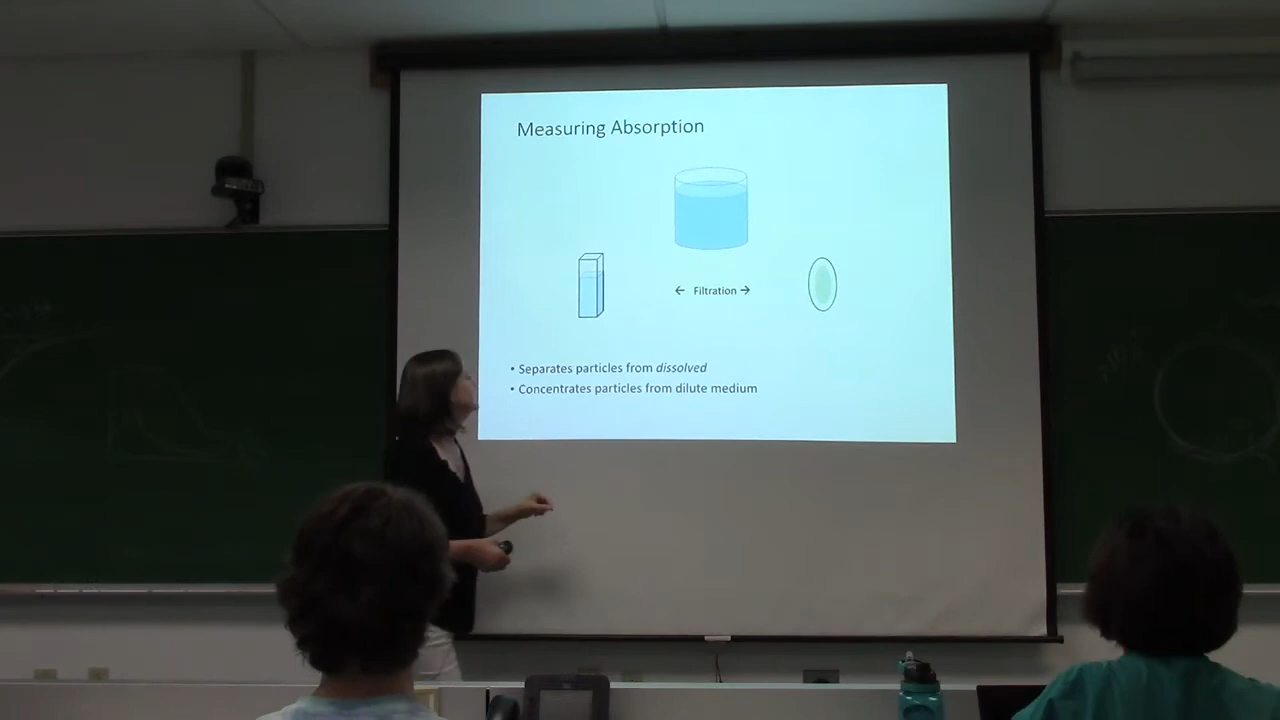 Measuring Absorption
← Filtration →
• Separates particles from dissolved
• Concentrates particles from dilute medium